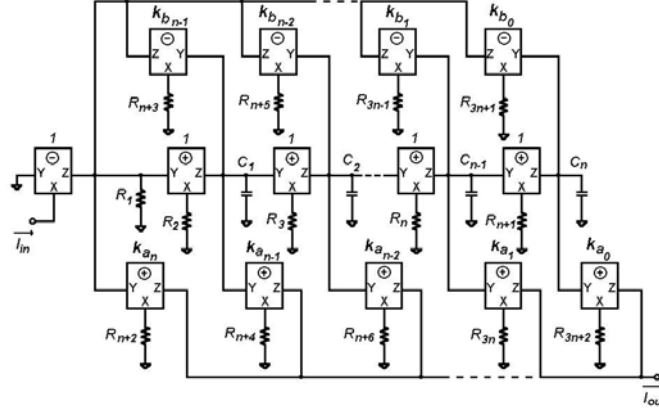 k_{b_{n-1}} k_{b_{n-2}} k_{b_1} k_{b_0}
Z Y X Z Y X Z Y X Z Y X
R_{n+3} R_{n+5} R_{3n-1} R_{3n+1}
1 1 1 1 1
Y Z X Y Z X Y Z X Y Z X Y Z X
C_1 C_2 C_{n-1} C_n
I_{in} R_1 R_2 R_3 R_n R_{n+1}
k_{a_n} k_{a_{n-1}} k_{a_{n-2}} k_{a_1} k_{a_0}
Y Z X Y Z X Y Z X Y Z X Y Z X
R_{n+2} R_{n+4} R_{n+6} R_{3n} R_{3n+2}